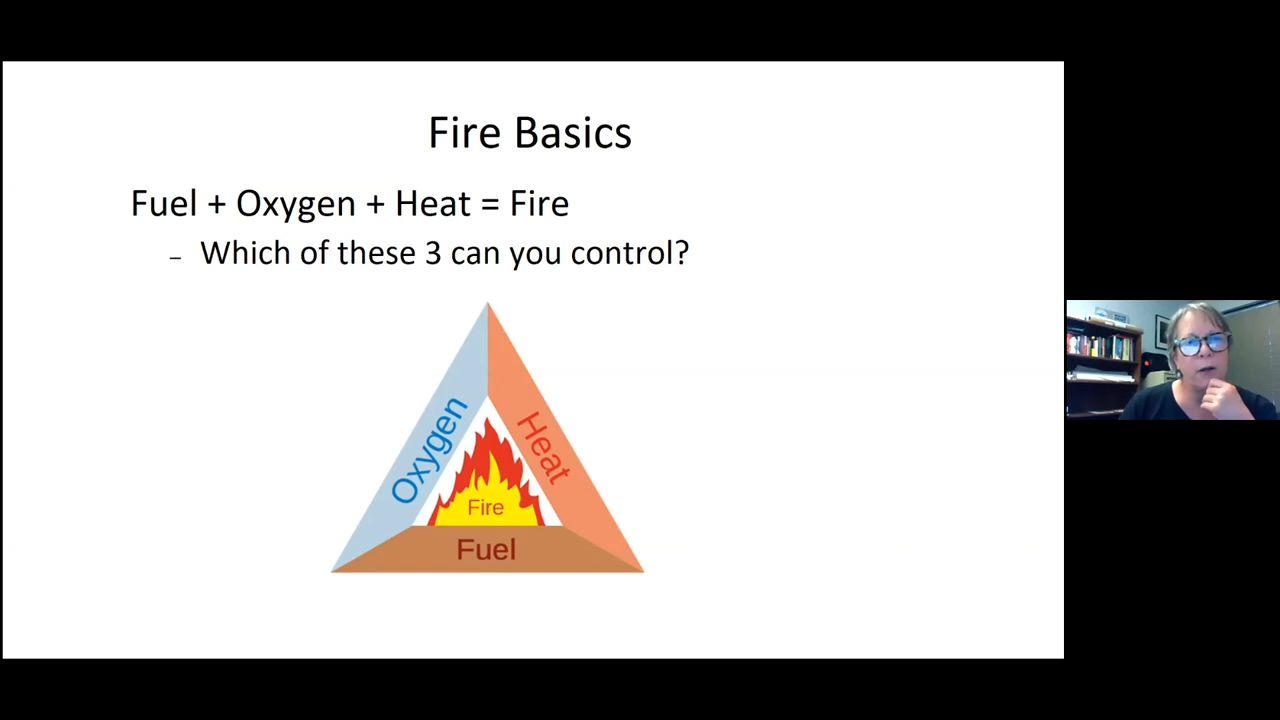 Fire Basics
Fuel + Oxygen + Heat = Fire
– Which of these 3 can you control?
Oxygen
Heat
Fire
Fuel